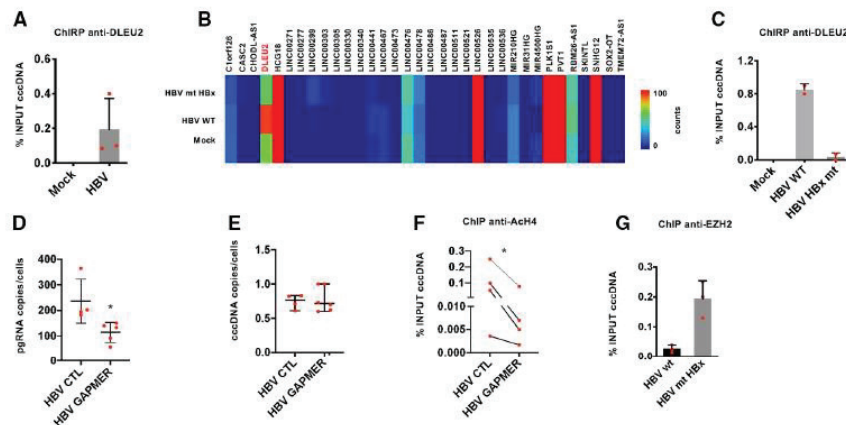 A
ChIRP anti-DLEU2
% INPUT cccDNA
0.6
0.4
0.2
0.0
Mock
HBV
B
C1orf126
CASC2
CHODL-AS1
DLEU2
HCG18
LINC00271
LINC00277
LINC00299
LINC00303
LINC00305
LINC00330
LINC00340
LINC00441
LINC00467
LINC00473
LINC00476
LINC00478
LINC00486
LINC00487
LINC00511
LINC00521
LINC00526
LINC00535
LINC00536
MIR210HG
MIR31HG
MIR4500HG
PLK1S1
PVT1
RBM26-AS1
SKINTL
SNHG12
SOX2-OT
TMEM72-AS1
HBV mt HBx
HBV WT
Mock
100
counts
0
C
ChIRP anti-DLEU2
% INPUT cccDNA
1.2
0.8
0.4
0.0
Mock
HBV WT
HBV HBx mt
D
pgRNA copies/cells
400
300
200
100
0
*
HBV CTL
HBV GAPMER
E
cccDNA copies/cells
1.5
1.0
0.5
0.0
HBV CTL
HBV GAPMER
F
ChIP anti-AcH4
% INPUT cccDNA
0.3
0.2
0.1
0.0
0.010
0.005
0.000
*
HBV CTL
HBV GAPMER
G
ChIP anti-EZH2
% INPUT cccDNA
0.3
0.2
0.1
0.0
HBV wt
HBV mt HBx